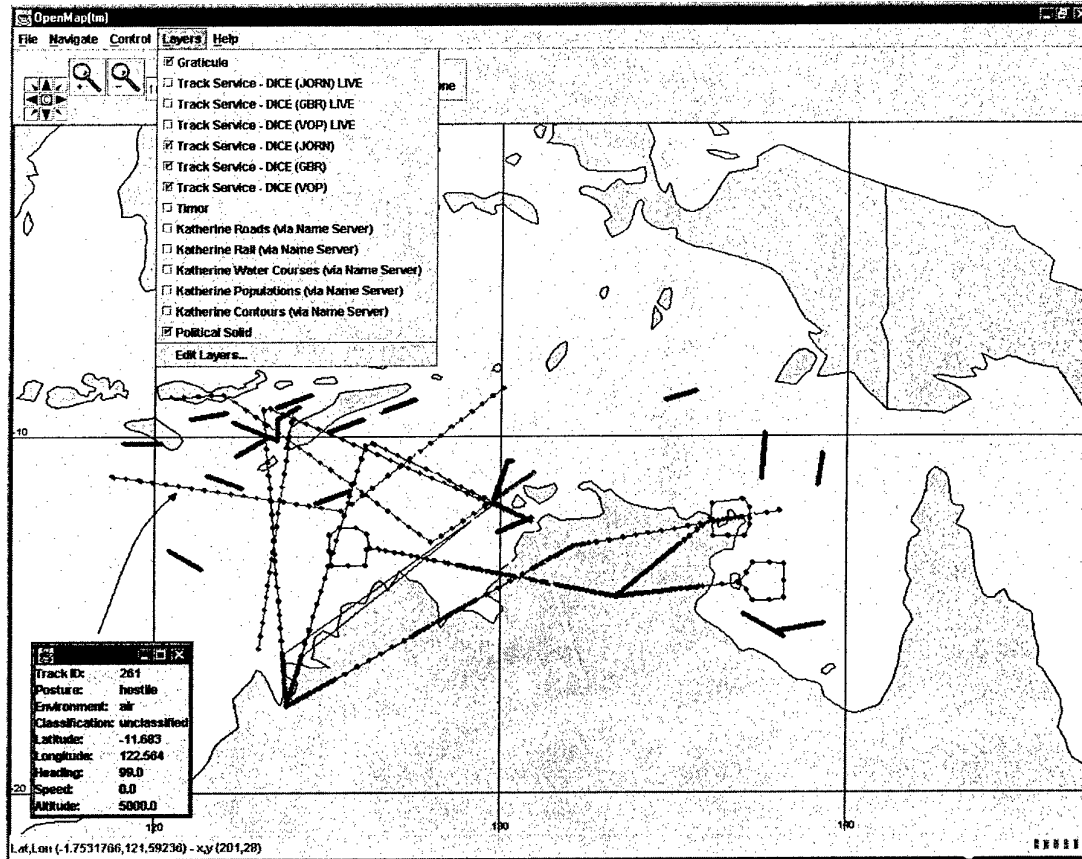 OpenMap(tm)
File Navigate Control Layers Help
Graticule
Track Service - DICE (JORN) LIVE
Track Service - DICE (GBR) LIVE
Track Service - DICE (VOP) LIVE
Track Service - DICE (JORN)
Track Service - DICE (GBR)
Track Service - DICE (VOP)
Timor
Katherine Roads (via Name Server)
Katherine Rail (via Name Server)
Katherine Water Courses (via Name Server)
Katherine Populations (via Name Server)
Katherine Contours (via Name Server)
Political Solid
Edit Layers...
-10
Track ID: 261
Posture: hostile
Environment: air
Classification: unclassified
Latitude: -11.683
Longitude: 122.564
Heading: 99.0
Speed: 0.0
Altitude: 5000.0
-20
120 130 140
Lat,Lon (-1.7531766,121.59236) - x,y (201,28)